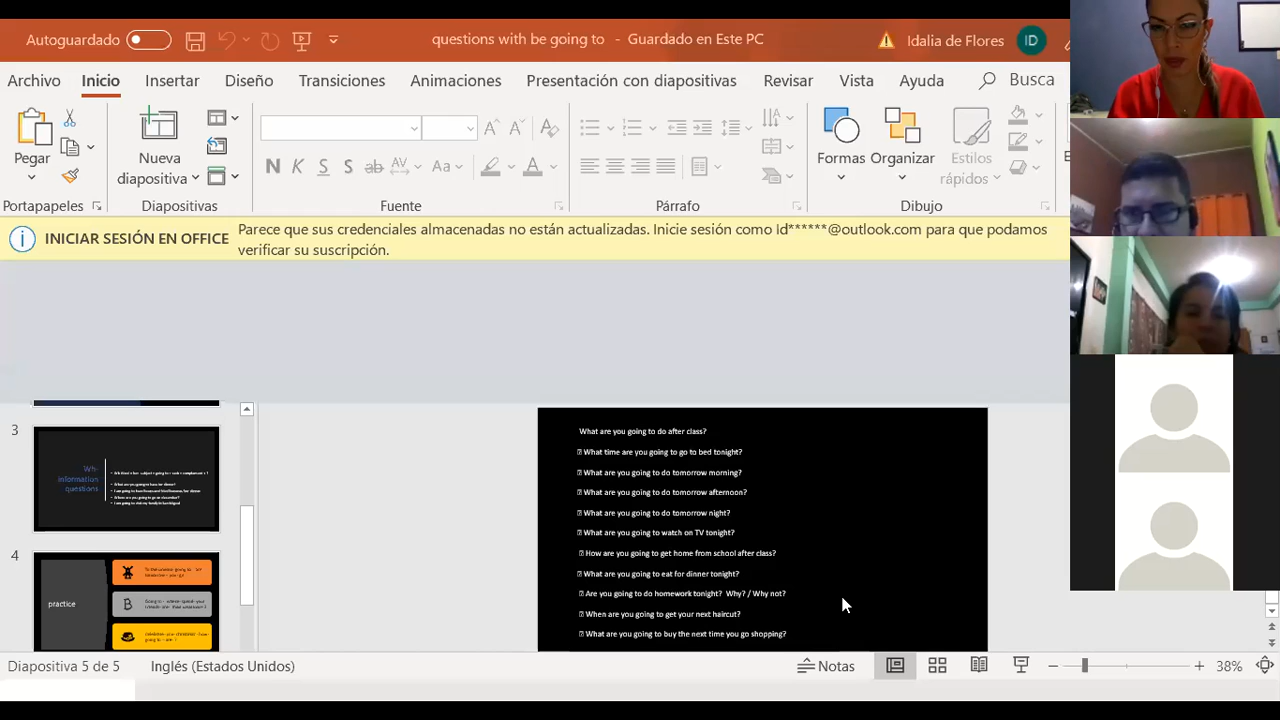 Autoguardado
questions with be going to - Guardado en Este PC
Idalia de Flores
ID
Archivo Inicio Insertar Diseño Transiciones Animaciones Presentación con diapositivas Revisar Vista Ayuda Busca
Pegar
Nueva diapositiva
N K S S ab AV Aa A
Formas Organizar Estilos rápidos
Portapapeles Diapositivas Fuente Párrafo Dibujo
INICIAR SESIÓN EN OFFICE Parece que sus credenciales almacenadas no están actualizadas. Inicie sesión como Id******@outlook.com para que podamos
verificar su suscripción.
3
Wh-
information
questions
4
practice
What are you going to do after class?
What time are you going to go to bed tonight?
What are you going to do tomorrow morning?
What are you going to do tomorrow afternoon?
What are you going to do tomorrow night?
What are you going to watch on TV tonight?
How are you going to get home from school after class?
What are you going to eat for dinner tonight?
Are you going to do homework tonight? Why? / Why not?
When are you going to get your next haircut?
What are you going to buy the next time you go shopping?
Diapositiva 5 de 5 Inglés (Estados Unidos) Notas 38%